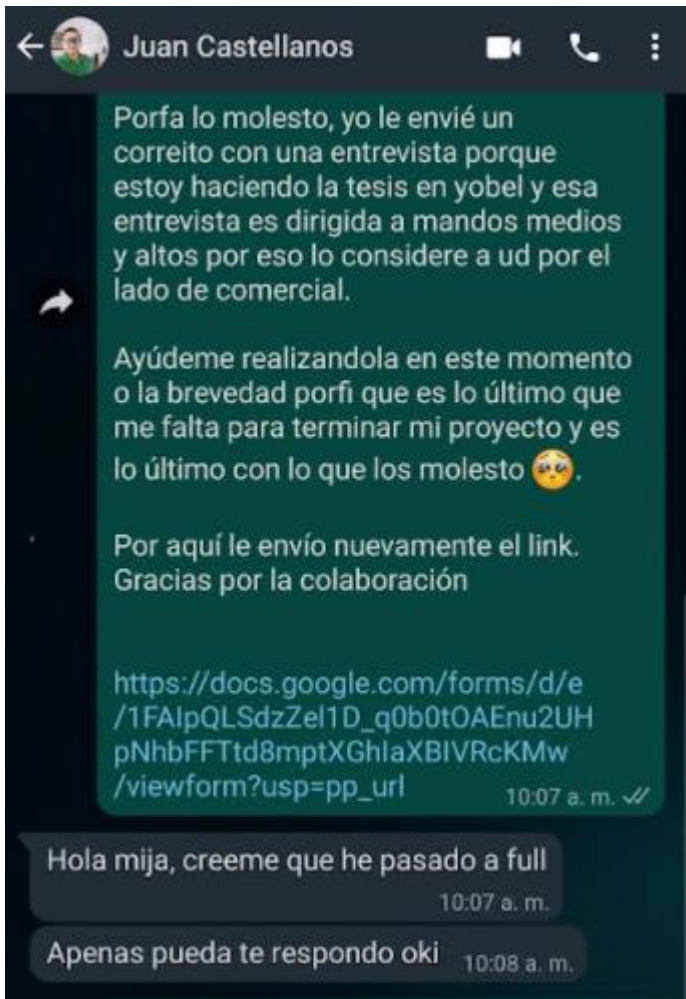 Juan Castellanos
Porfa lo molesto, yo le envié un
correito con una entrevista porque
estoy haciendo la tesis en yobel y esa
entrevista es dirigida a mandos medios
y altos por eso lo considere a ud por el
lado de comercial.
Ayúdeme realizandola en este momento
o la brevedad porfi que es lo último que
me falta para terminar mi proyecto y es
lo último con lo que los molesto 🥺.
Por aquí le envío nuevamente el link.
Gracias por la colaboración
https://docs.google.com/forms/d/e
/1FAIpQLSdzZel1D_q0b0tOAEnu2UH
pNhbFFTtd8mptXGhIaXBIVRcKMw
/viewform?usp=pp_url
10:07 a. m.
Hola mija, creeme que he pasado a full
10:07 a. m.
Apenas pueda te respondo oki 10:08 a. m.